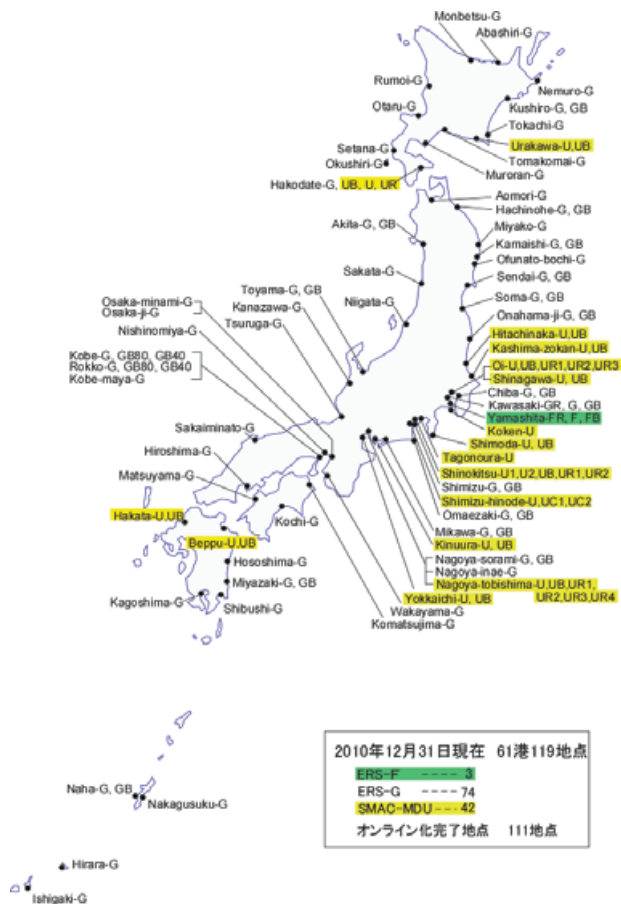 Monbetsu-G
Abashiri-G
Rumoi-G
Nemuro-G
Kushiro-G, GB
Otaru-G
Tokachi-G
Urakawa-U,UB
Setana-G
Okushiri-G
Tomakomai-G
Muroran-G
Hakodate-G, UB, U, UR
Aomori-G
Hachinohe-G, GB
Miyako-G
Akita-G, GB
Kamaishi-G, GB
Ofunato-bochi-G
Sakata-G
Sendai-G, GB
Toyama-G, GB
Soma-G, GB
Osaka-minami-G
Osaka-ji-G
Kanazawa-G
Niigata-G
Onahama-ji-G, GB
Nishinomiya-G
Tsuruga-G
Hitachinaka-U,UB
Kashima-zokan-U,UB
Kobe-G, GB80, GB40
Rokko-G, GB80, GB40
Kobe-maya-G
Oi-U,UB,UR1,UR2,UR3
Shinagawa-U, UB
Chiba-G, GB
Kawasaki-GR, G, GB
Yamashita-FR, F, FB
Koken-U
Sakaiminato-G
Shimoda-U, UB
Hiroshima-G
Tagonoura-U
Matsuyama-G
Shinokitsu-U1, U2, UB, UR1, UR2
Shimizu-G, GB
Shimizu-hinode-U,UC1,UC2
Hakata-U,UB
Kochi-G
Omaezaki-G, GB
Mikawa-G, GB
Beppu-U,UB
Kinuura-U, UB
Hososhima-G
Nagoya-sorami-G, GB
Nagoya-inae-G
Miyazaki-G, GB
Nagoya-tobishima-U,UB,UR1,
UR2,UR3,UR4
Kagoshima-G
Shibushi-G
Yokkaichi-U, UB
Wakayama-G
Komatsujima-G
2010年12月31日現在 61港119地点
ERS-F ---- 3
ERS-G ---- 74
SMAC-MDU --- 42
オンライン化完了地点 111地点
Naha-G, GB
Nakagusuku-G
Hirara-G
Ishigaki-G